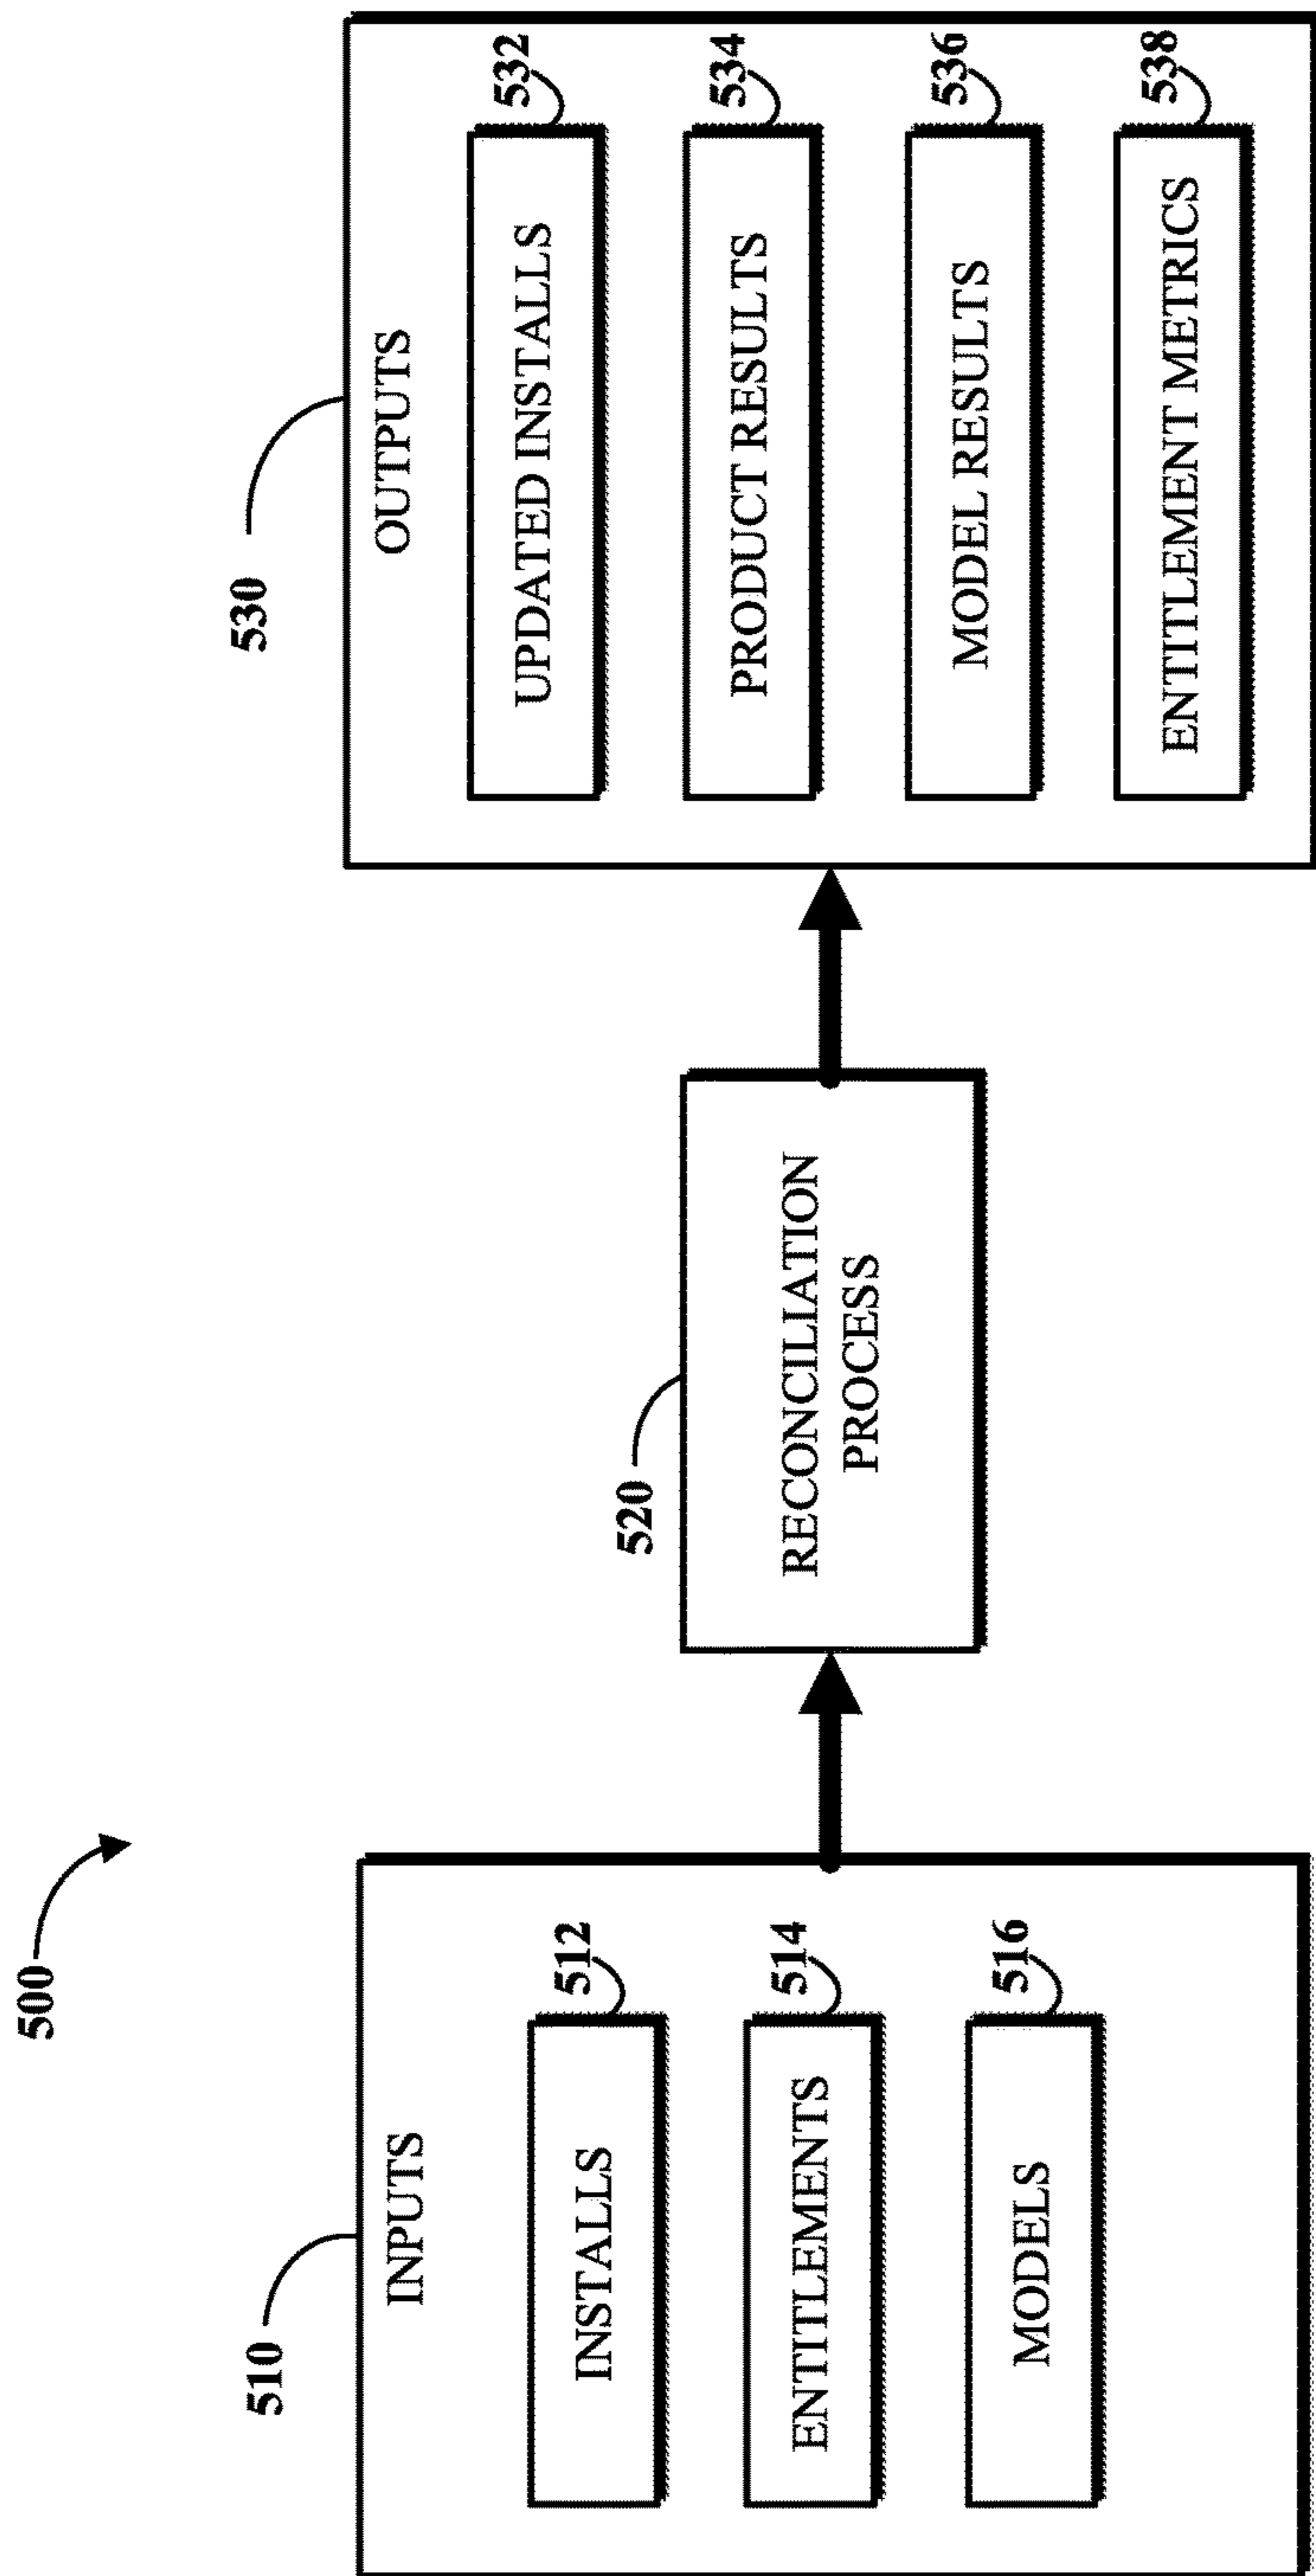 500
510
INPUTS
INSTALLS
512
ENTITLEMENTS
514
MODELS
516
520
RECONCILIATION
PROCESS
530
OUTPUTS
UPDATED INSTALLS
532
PRODUCT RESULTS
534
MODEL RESULTS
536
ENTITLEMENT METRICS
538